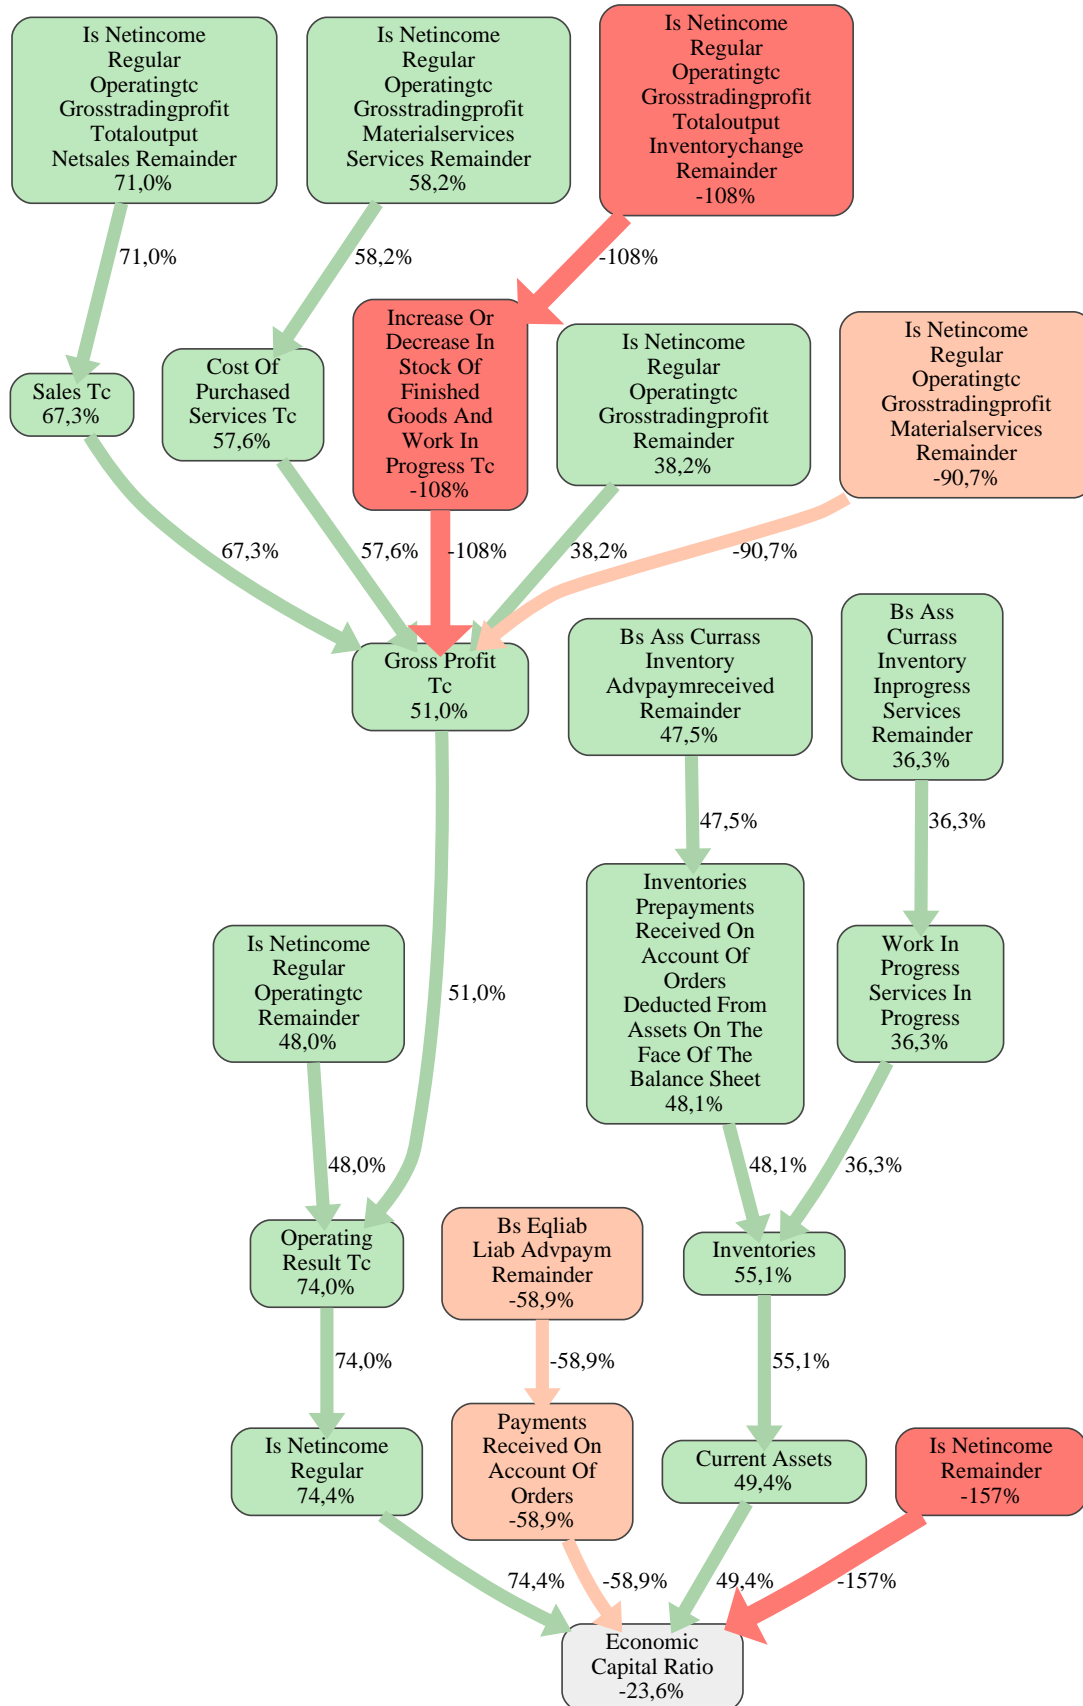 Is Netincome
Regular
Operatingtc
Grosstradingprofit
Totaloutput
Netsales Remainder
71,0%
Is Netincome
Regular
Operatingtc
Grosstradingprofit
Materialservices
Services Remainder
58,2%
Is Netincome
Regular
Operatingtc
Grosstradingprofit
Totaloutput
Inventorychange
Remainder
-108%
71,0%
58,2%
-108%
Sales Tc
67,3%
Cost Of
Purchased
Services Tc
57,6%
Increase Or
Decrease In
Stock Of
Finished
Goods And
Work In
Progress Tc
-108%
Is Netincome
Regular
Operatingtc
Grosstradingprofit
Remainder
38,2%
Is Netincome
Regular
Operatingtc
Grosstradingprofit
Materialservices
Remainder
-90,7%
67,3%
57,6%
-108%
38,2%
-90,7%
Gross Profit
Tc
51,0%
Bs Ass Currass
Inventory
Advpaymreceived
Remainder
47,5%
Bs Ass
Currass
Inventory
Inprogress
Services
Remainder
36,3%
47,5%
36,3%
Is Netincome
Regular
Operatingtc
Remainder
48,0%
51,0%
Inventories
Prepayments
Received On
Account Of
Orders
Deducted From
Assets On The
Face Of The
Balance Sheet
48,1%
Work In
Progress
Services In
Progress
36,3%
48,0%
48,1%
36,3%
Operating
Result Tc
74,0%
Bs Eqliab
Liab Advpaym
Remainder
-58,9%
Inventories
55,1%
74,0%
-58,9%
55,1%
Is Netincome
Regular
74,4%
Payments
Received On
Account Of
Orders
-58,9%
Current Assets
49,4%
Is Netincome
Remainder
-157%
74,4%
-58,9%
49,4%
-157%
Economic
Capital Ratio
-23,6%